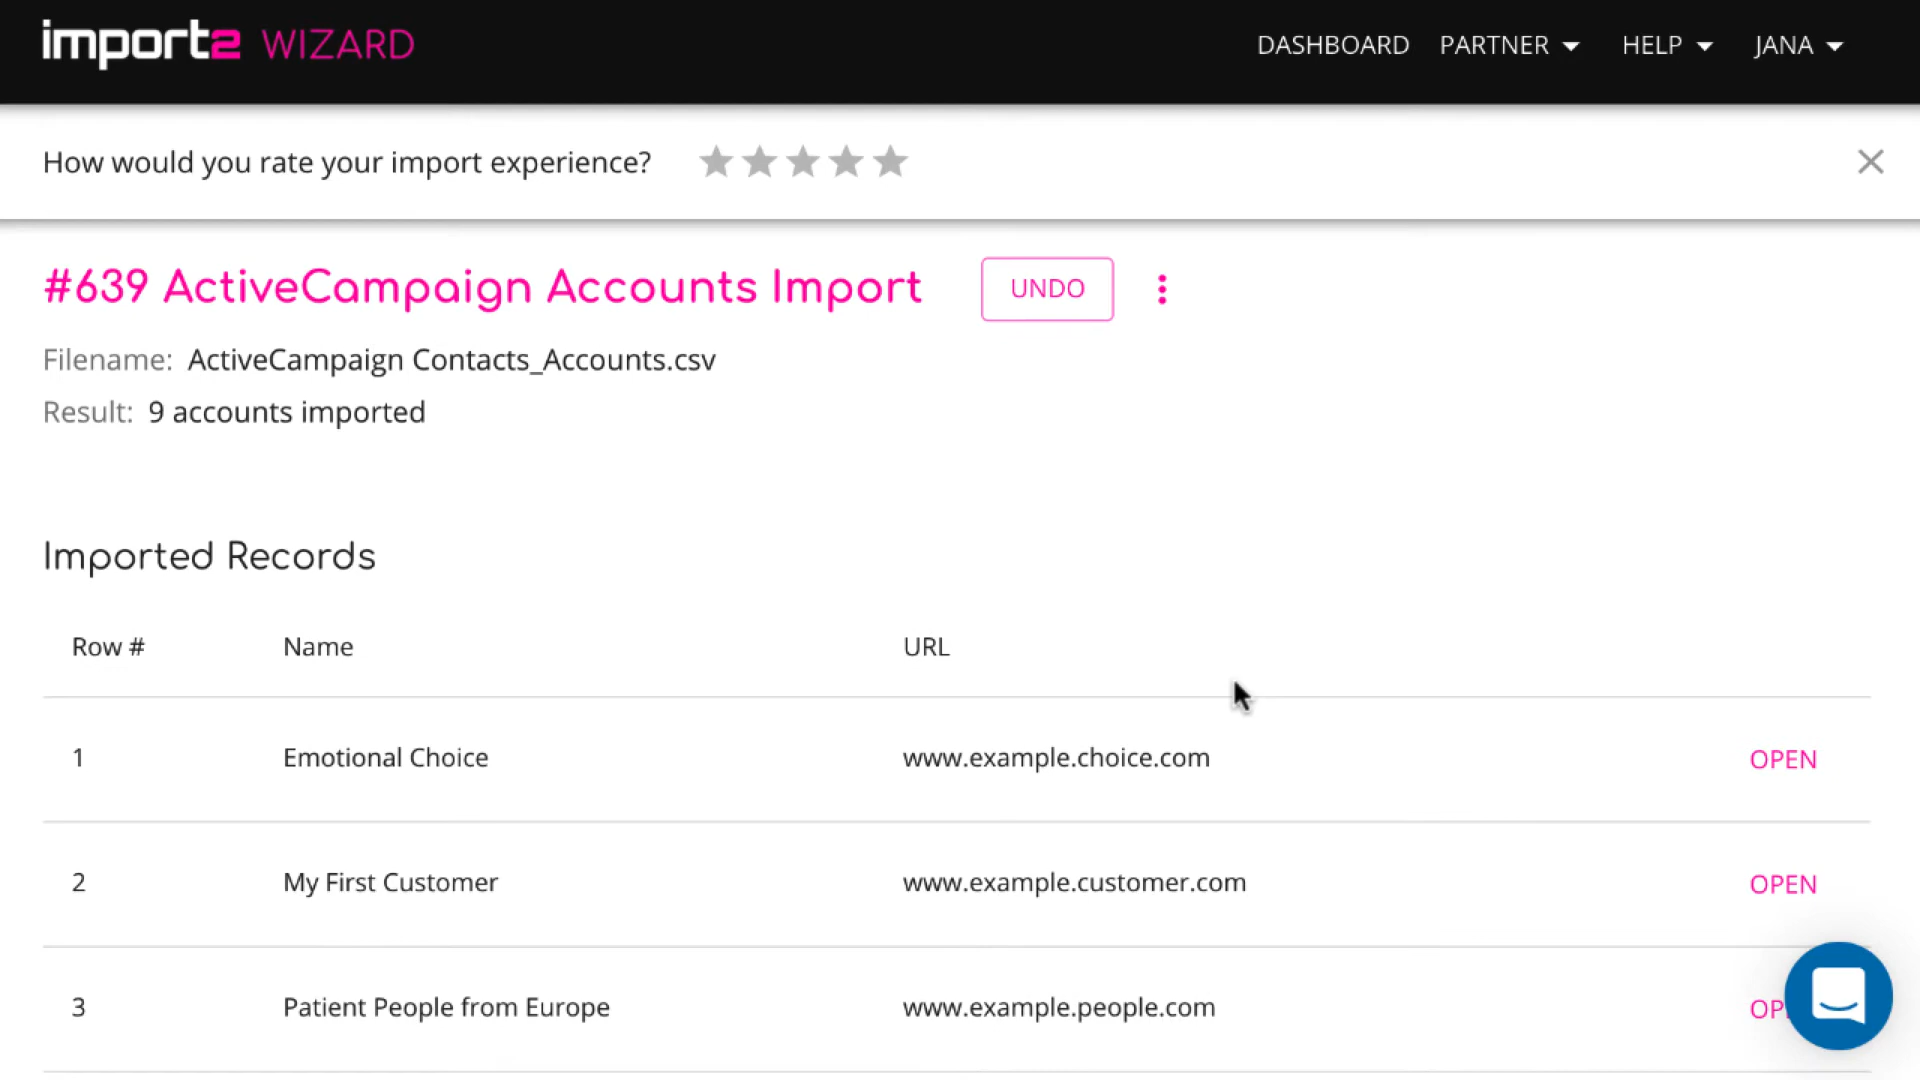 import2 WIZARD DASHBOARD PARTNER HELP JANA
How would you rate your import experience?
#639 ActiveCampaign Accounts Import UNDO
Filename: ActiveCampaign Contacts_Accounts.csv
Result: 9 accounts imported
Imported Records
Row # Name URL
1 Emotional Choice www.example.choice.com OPEN
2 My First Customer www.example.customer.com OPEN
3 Patient People from Europe www.example.people.com